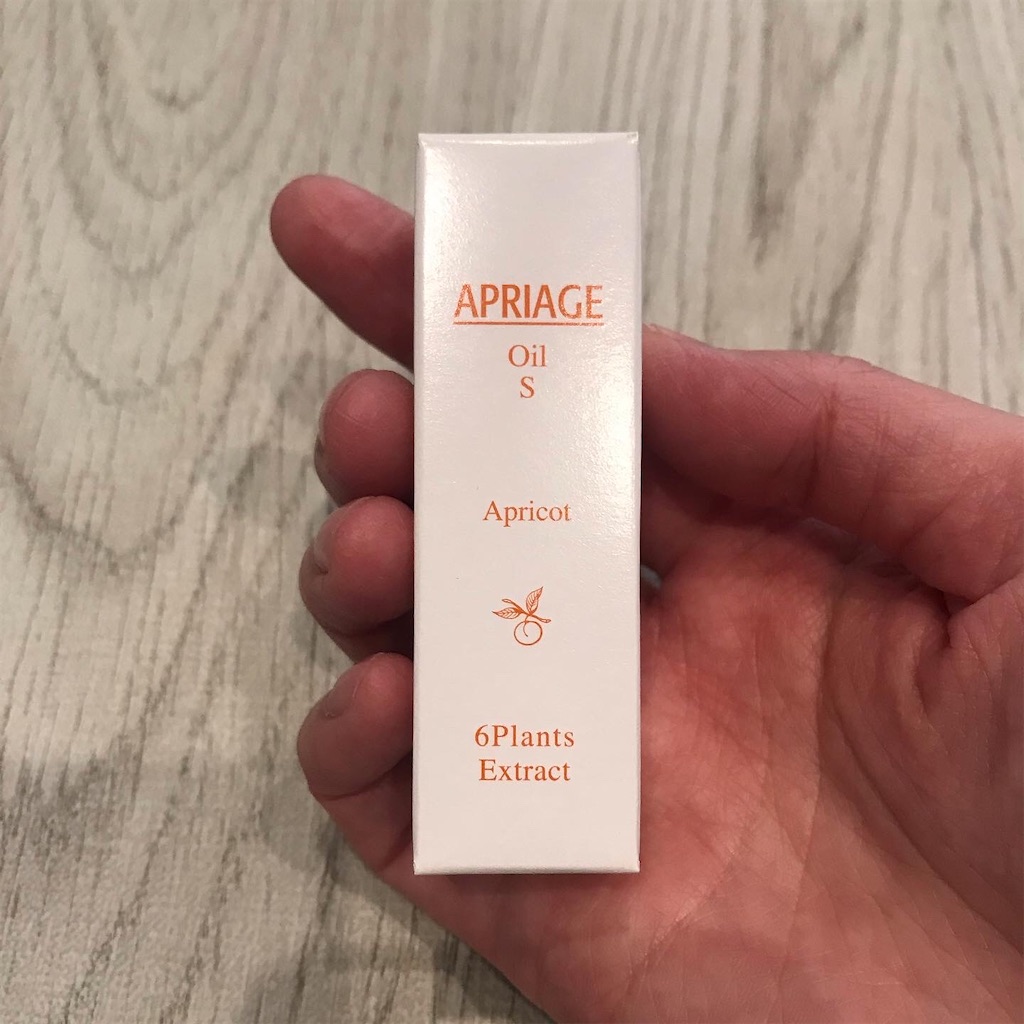 APRIAGE
Oil
S
Apricot
6Plants
Extract